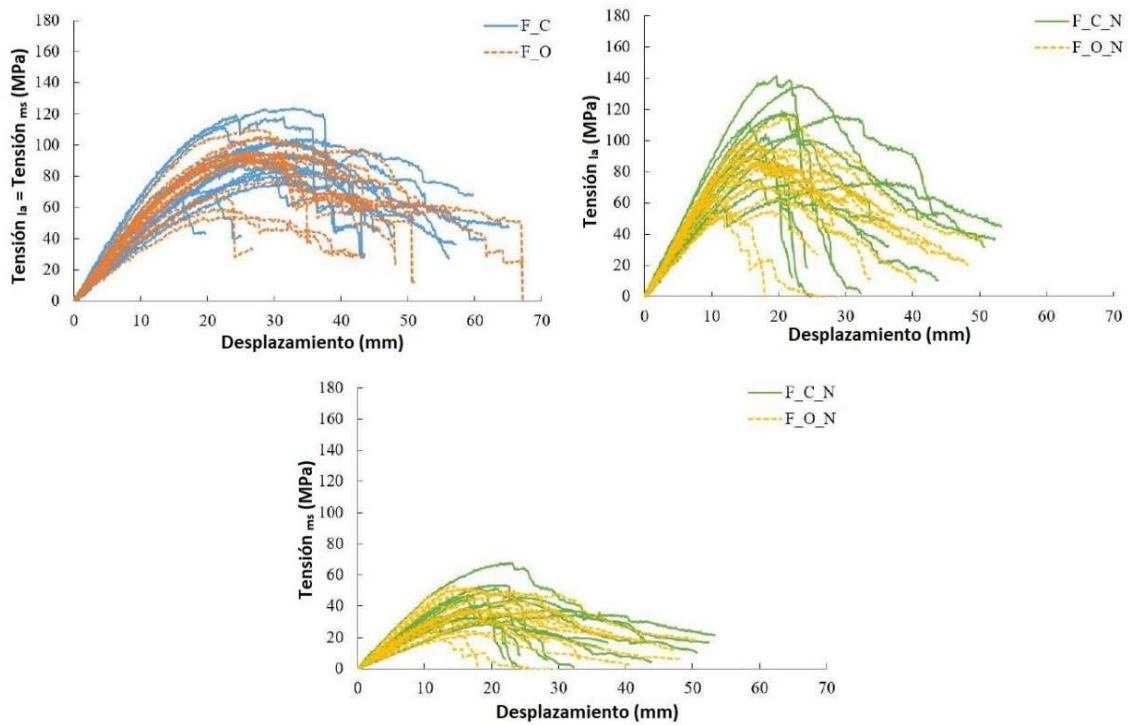 180
160
140
120
100
80
60
40
20
0
Tensión la = Tensión ms (MPa)
F_C
F_O
0 10 20 30 40 50 60 70
Desplazamiento (mm)
180
160
140
120
100
80
60
40
20
0
Tensión la (MPa)
F_C_N
F_O_N
0 10 20 30 40 50 60 70
Desplazamiento (mm)
180
160
140
120
100
80
60
40
20
0
Tensión ms (MPa)
F_C_N
F_O_N
0 10 20 30 40 50 60 70
Desplazamiento (mm)